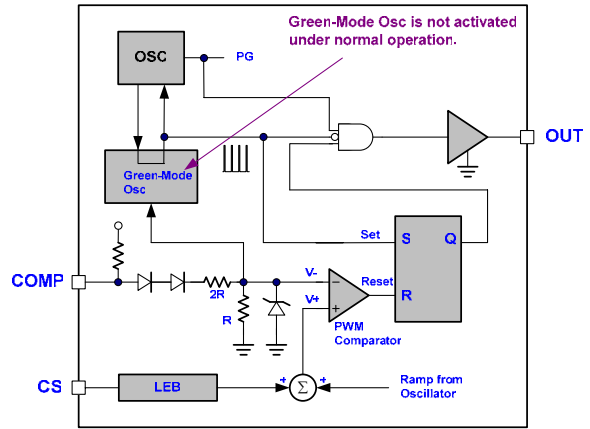 Green-Mode Osc is not activated
under normal operation.
OSC
PG
OUT
Green-Mode
Osc
Set
S
Q
COMP
V-
Reset
2R
V+
R
R
PWM
Comparator
CS
LEB
+
Σ
+
Ramp from
Oscillator